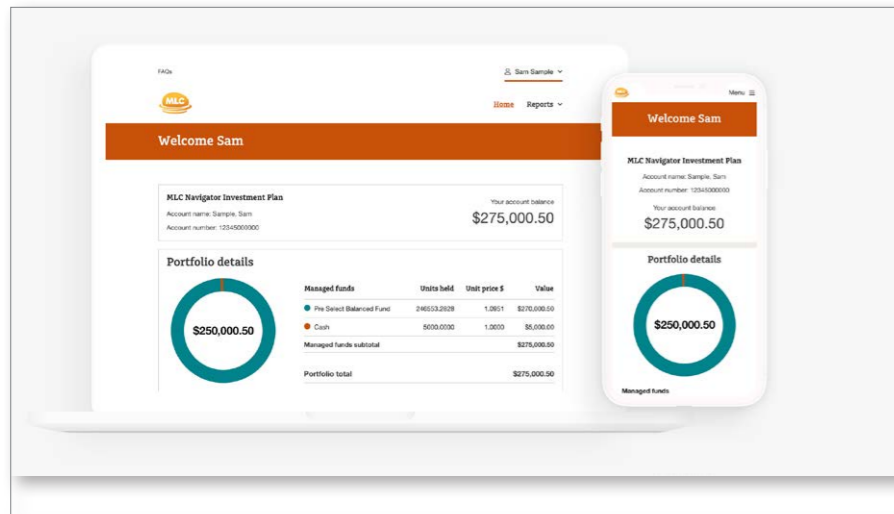 FAQs
Sam Sample
MLC
Home Reports
Welcome Sam
MLC Navigator Investment Plan
Account name: Sample, Sam
Account number: 12345000000
Your account balance
$275,000.50
Portfolio details
$250,000.50
Managed funds Units held Unit price $ Value
Pre Select Balanced Fund 246553.2829 1.0951 $270,000.50
Cash 5000.0000 1.0000 $5,000.00
Managed funds subtotal $275,000.50
Portfolio total $275,000.50
Menu
Welcome Sam
MLC Navigator Investment Plan
Account name: Sample, Sam
Account number: 12345000000
Your account balance
$275,000.50
Portfolio details
$250,000.50
Managed funds